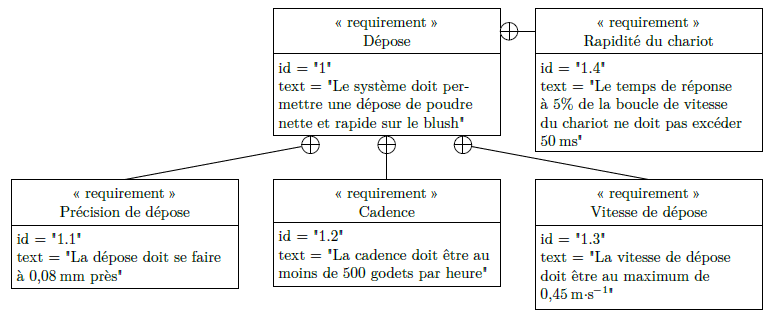 « requirement »
Dépose
id = "1"
text = "Le système doit per-
mettre une dépose de poudre
nette et rapide sur le blush"
« requirement »
Rapidité du chariot
id = "1.4"
text = "Le temps de réponse
à 5% de la boucle de vitesse
du chariot ne doit pas excéder
50 ms"
« requirement »
Précision de dépose
id = "1.1"
text = "La dépose doit se faire
à 0,08 mm près"
« requirement »
Cadence
id = "1.2"
text = "La cadence doit être au
moins de 500 godets par heure"
« requirement »
Vitesse de dépose
id = "1.3"
text = "La vitesse de dépose
doit être au maximum de
0,45 m·s⁻¹"